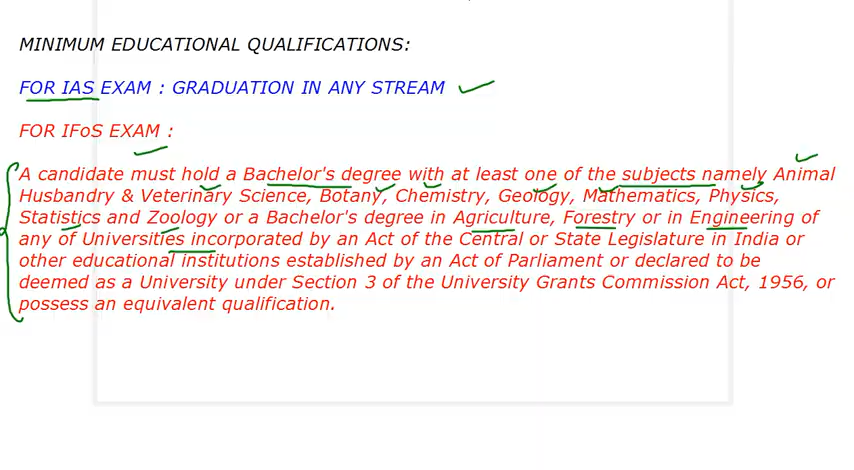 MINIMUM EDUCATIONAL QUALIFICATIONS:
FOR IAS EXAM : GRADUATION IN ANY STREAM
FOR IFoS EXAM :
A candidate must hold a Bachelor's degree with at least one of the subjects namely Animal
Husbandry & Veterinary Science, Botany, Chemistry, Geology, Mathematics, Physics,
Statistics and Zoology or a Bachelor's degree in Agriculture, Forestry or in Engineering of
any of Universities incorporated by an Act of the Central or State Legislature in India or
other educational institutions established by an Act of Parliament or declared to be
deemed as a University under Section 3 of the University Grants Commission Act, 1956, or
possess an equivalent qualification.